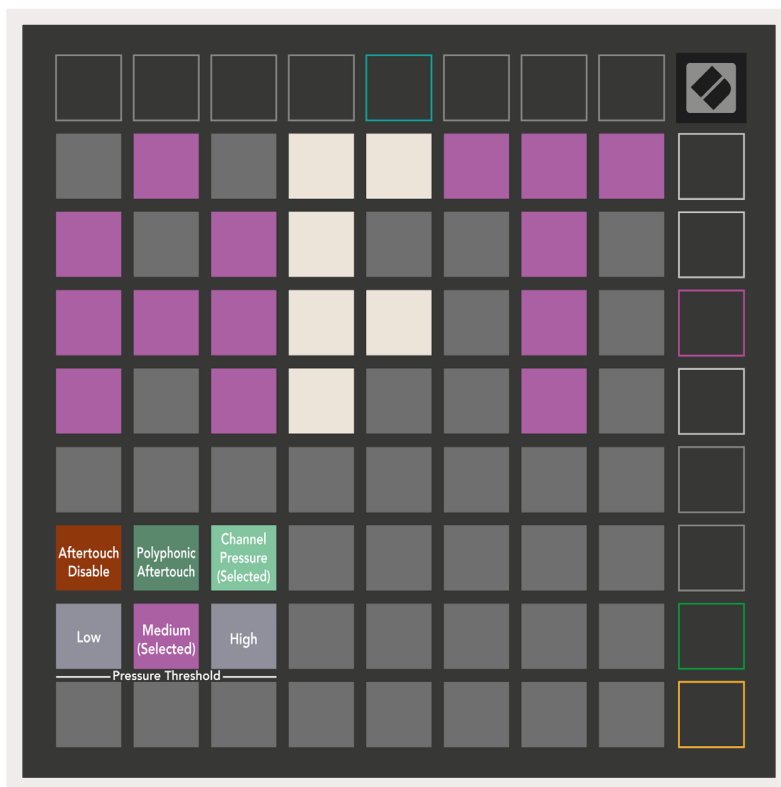 Aftertouch
Disable
Polyphonic
Aftertouch
Channel
Pressure
(Selected)
Low
Medium
(Selected)
High
Pressure Threshold